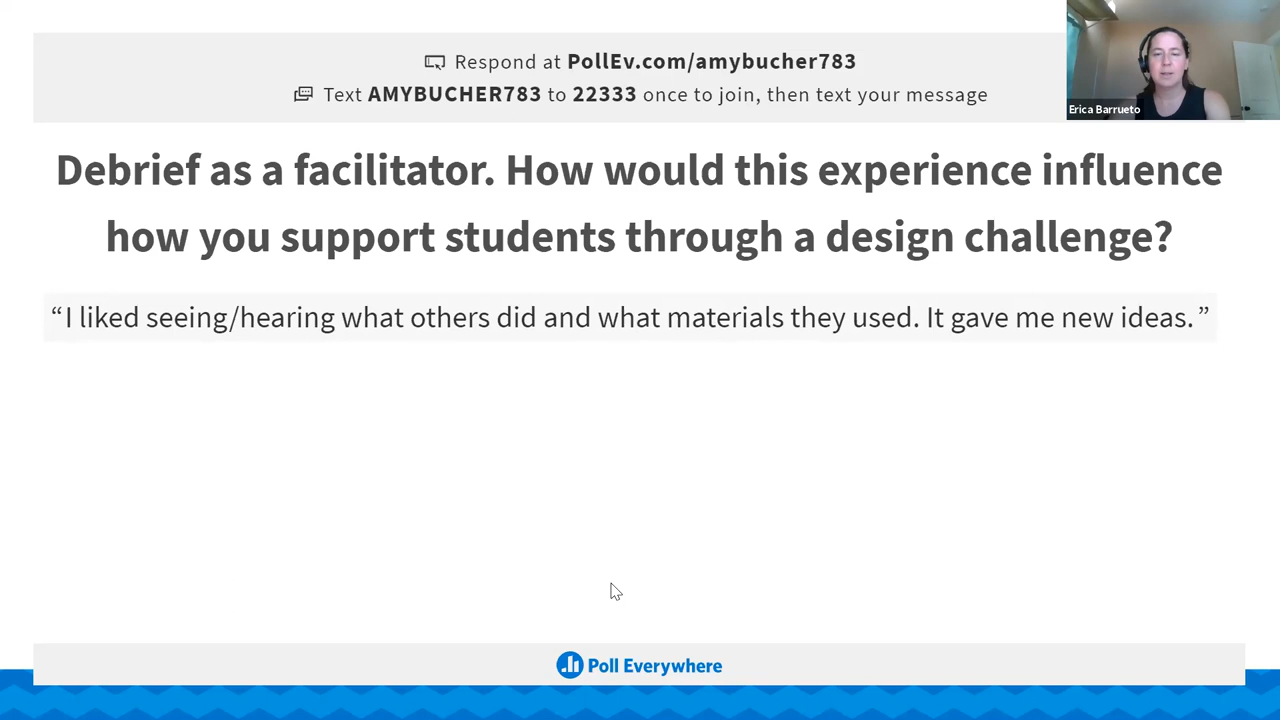 Respond at PollEv.com/amybucher783
Text AMYBUCHER783 to 22333 once to join, then text your message
Erica Barrueto
Debrief as a facilitator. How would this experience influence
how you support students through a design challenge?
“I liked seeing/hearing what others did and what materials they used. It gave me new ideas.”
Poll Everywhere